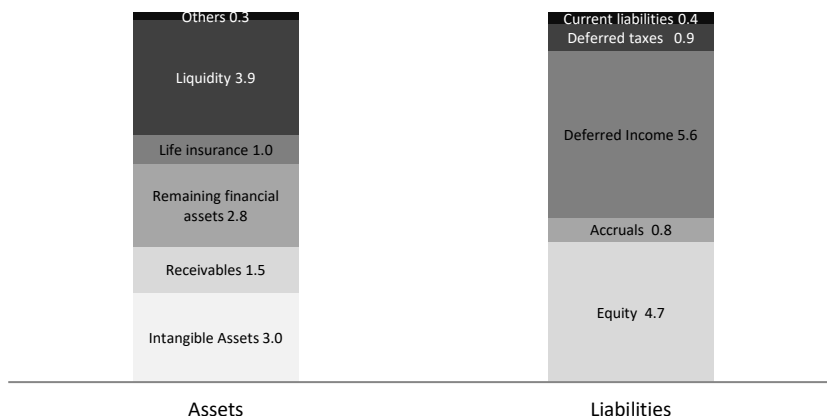 Others 0.3
Liquidity 3.9
Life insurance 1.0
Remaining financial
assets 2.8
Receivables 1.5
Intangible Assets 3.0
Assets
Current liabilities 0.4
Deferred taxes 0.9
Deferred Income 5.6
Accruals 0.8
Equity 4.7
Liabilities